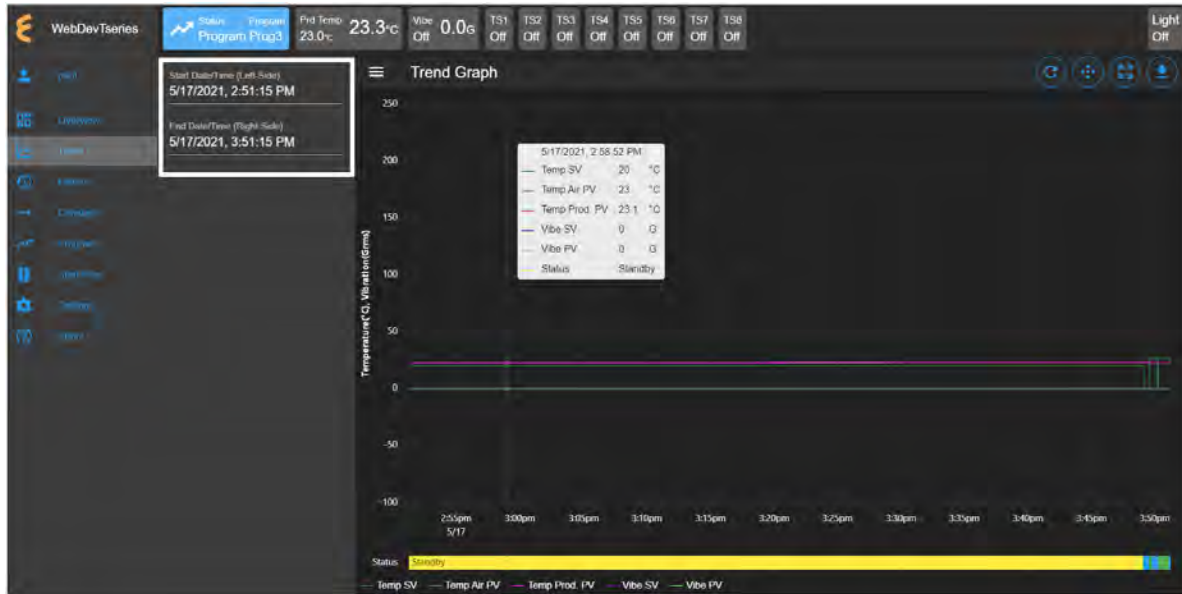 WebDevTseries
Status Program
Program Prog3
Prd Temp
23.0°c
23.3°c
Vibe
Off
0.0G
TS1 TS2 TS3 TS4 TS5 TS6 TS7 TS8
Off Off Off Off Off Off Off Off
Light
Off
Start Date/Time (Left-Side)
5/17/2021, 2:51:15 PM
End Date/Time (Right-Side)
5/17/2021, 3:51:15 PM
Trend Graph
Temperature(°C), Vibration(Grms)
250
200
150
100
50
0
-50
-100
5/17/2021, 2:58:52 PM
Temp SV 20 °C
Temp Air PV 23 °C
Temp Prod. PV 23.1 °C
Vibe SV 0 G
Vibe PV 0 G
Status Standby
2:55pm 3:00pm 3:05pm 3:10pm 3:15pm 3:20pm 3:25pm 3:30pm 3:35pm 3:40pm 3:45pm 3:50pm
5/17
Status Standby
Temp SV Temp Air PV Temp Prod. PV Vibe SV Vibe PV